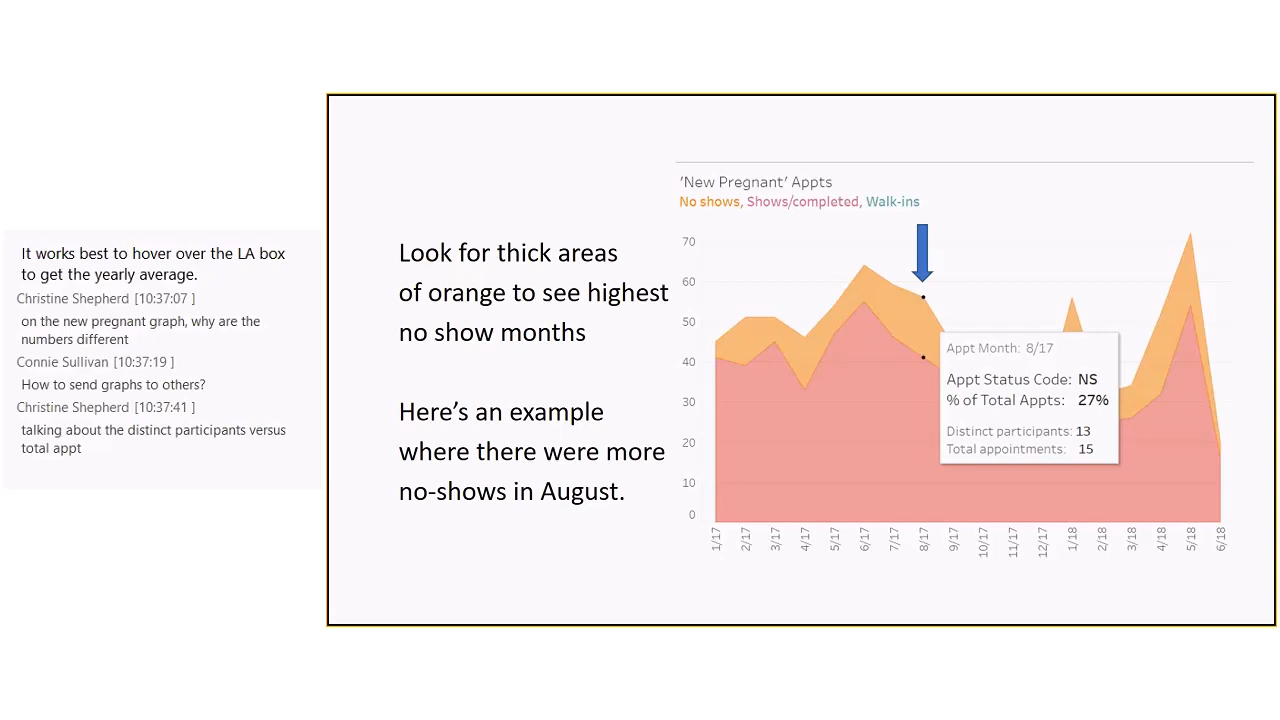 It works best to hover over the LA box
to get the yearly average.
Christine Shepherd [10:37:07 ]
on the new pregnant graph, why are the
numbers different
Connie Sullivan [10:37:19 ]
How to send graphs to others?
Christine Shepherd [10:37:41 ]
talking about the distinct participants versus
total appt
Look for thick areas
of orange to see highest
no show months
Here's an example
where there were more
no-shows in August.
'New Pregnant' Appts
No shows, Shows/completed, Walk-ins
70
60
50
40
30
20
10
0
Appt Month: 8/17
Appt Status Code: NS
% of Total Appts: 27%
Distinct participants: 13
Total appointments: 15
1/17 2/17 3/17 4/17 5/17 6/17 7/17 8/17 9/17 10/17 11/17 12/17 1/18 2/18 3/18 4/18 5/18 6/18